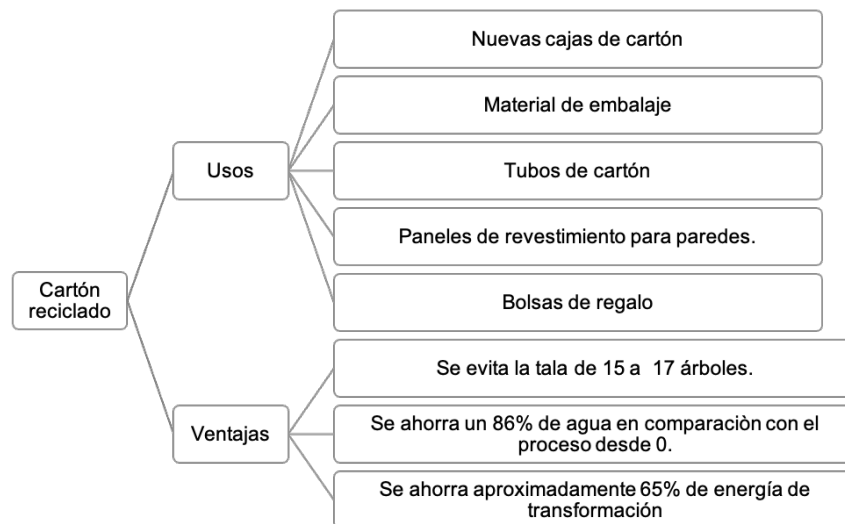 Nuevas cajas de cartón
Material de embalaje
Usos
Tubos de cartón
Paneles de revestimiento para paredes.
Cartón
reciclado
Bolsas de regalo
Se evita la tala de 15 a  17 árboles.
Ventajas
Se ahorra un 86% de agua en comparaciòn con el
proceso desde 0.
Se ahorra aproximadamente 65% de energía de
transformación